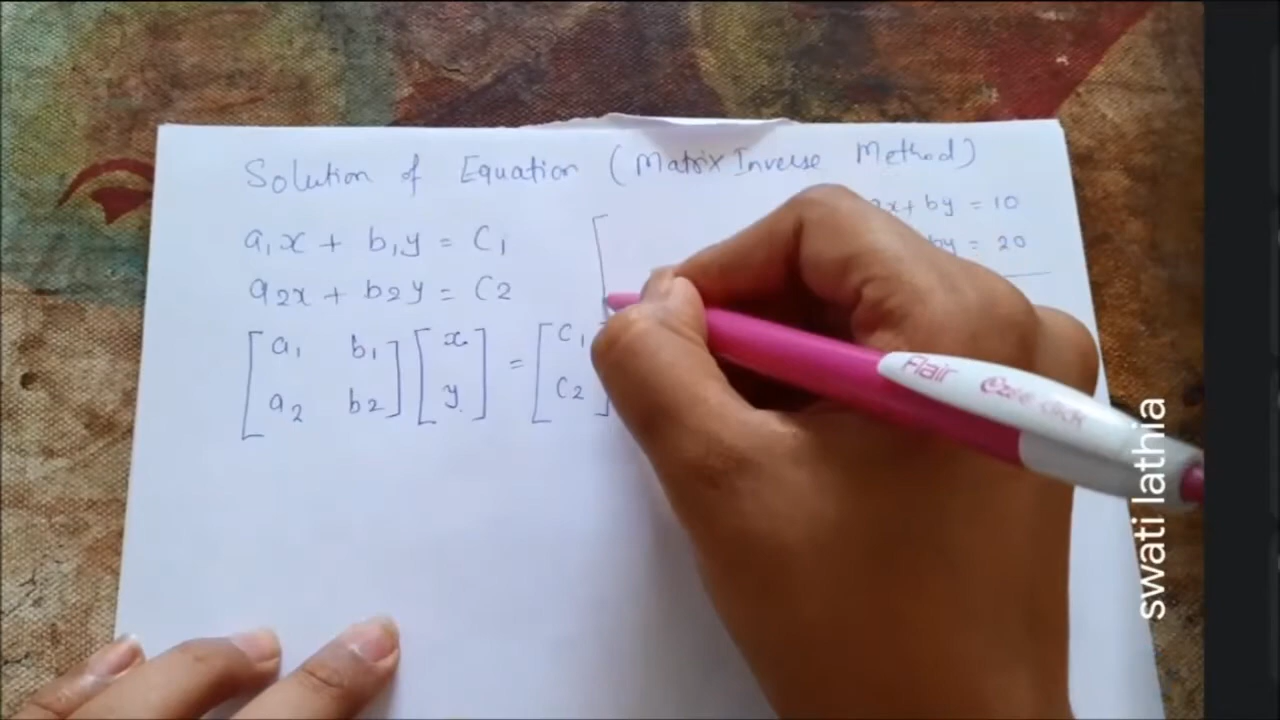 Solution of Equation (Matrix Inverse Method)
a₁x + b₁y = C₁
a₂x + b₂y = C₂
x + by = 10
by = 20
[a₁ b₁] [x] = [C₁]
[a₂ b₂] [y] [C₂]
Flair
swati lathia